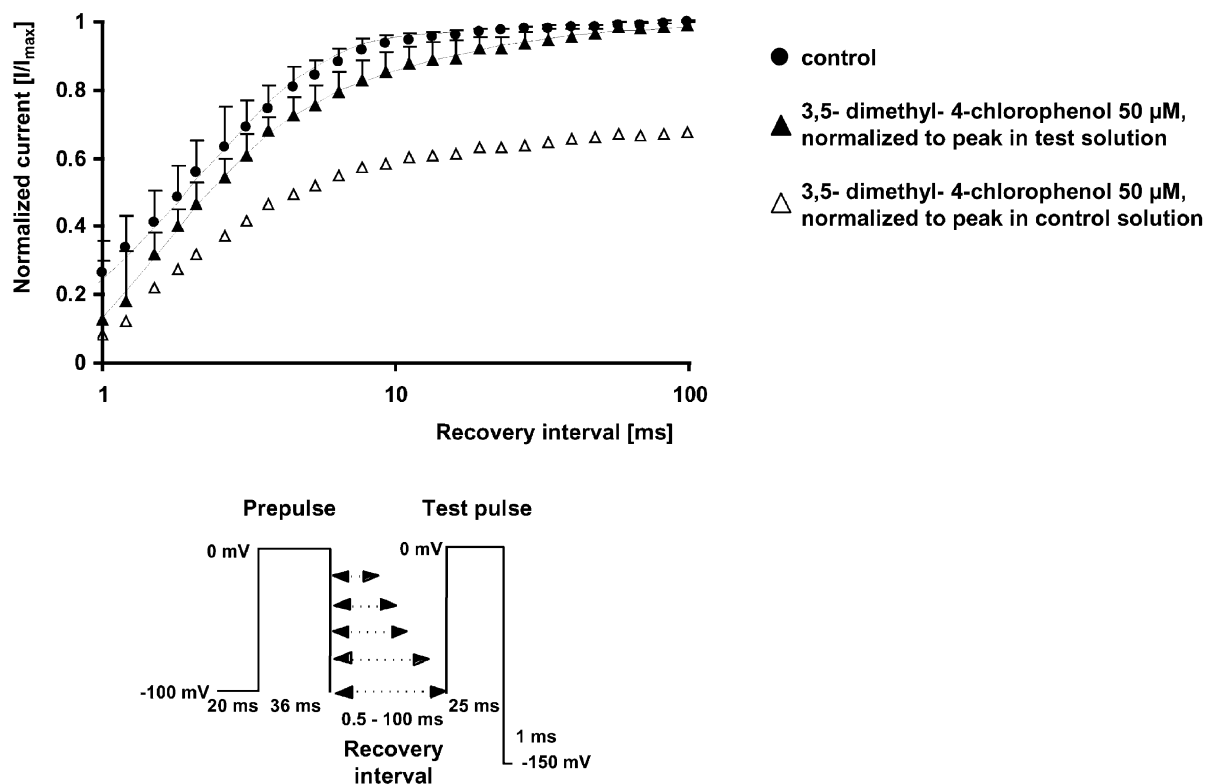 Normalized current [I/Imax]
1
0.8
0.6
0.4
0.2
0
1
10
100
Recovery interval [ms]
control
3,5- dimethyl- 4-chlorophenol 50 µM,
normalized to peak in test solution
3,5- dimethyl- 4-chlorophenol 50 µM,
normalized to peak in control solution
Prepulse
Test pulse
0 mV
0 mV
-100 mV
20 ms
36 ms
0.5 - 100 ms
25 ms
Recovery
interval
1 ms
-150 mV